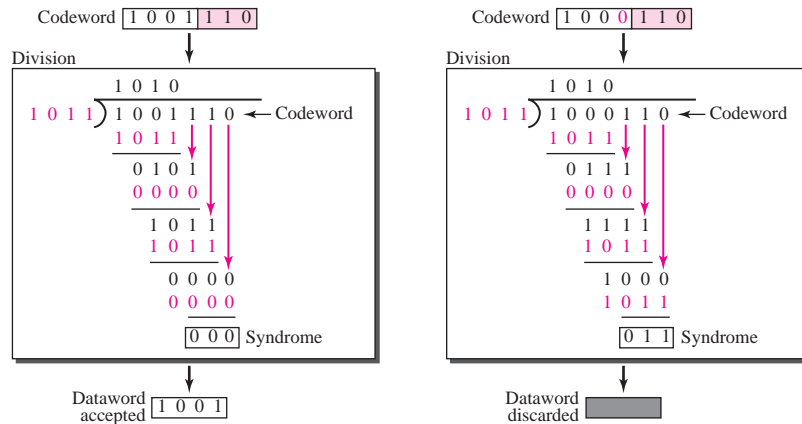 Codeword 1 0 0 1 1 1 0
Division
1 0 1 0
1 0 1 1 1 0 0 1 1 1 0 Codeword
1 0 1 1
0 1 0 1
0 0 0 0
1 0 1 1
1 0 1 1
0 0 0 0
0 0 0 0
0 0 0 Syndrome
Dataword
accepted 1 0 0 1
Codeword 1 0 0 0 1 1 0
Division
1 0 1 0
1 0 1 1 1 0 0 0 1 1 0 Codeword
1 0 1 1
0 1 1 1
0 0 0 0
1 1 1 1
1 0 1 1
1 0 0 0
1 0 1 1
0 1 1 Syndrome
Dataword
discarded